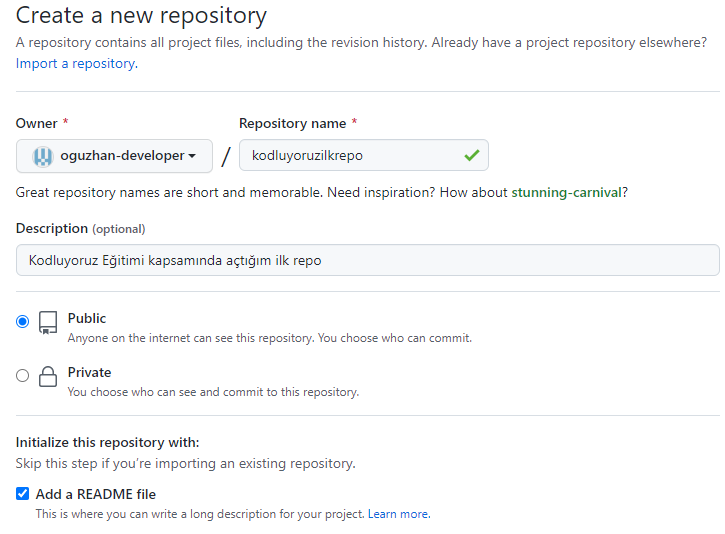 Create a new repository
A repository contains all project files, including the revision history. Already have a project repository elsewhere?
Import a repository.
Owner *
Repository name *
oguzhan-developer
/
kodluyoruzilkrepo
Great repository names are short and memorable. Need inspiration? How about stunning-carnival?
Description (optional)
Kodluyoruz Eğitimi kapsamında açtığım ilk repo
Public
Anyone on the internet can see this repository. You choose who can commit.
Private
You choose who can see and commit to this repository.
Initialize this repository with:
Skip this step if you’re importing an existing repository.
Add a README file
This is where you can write a long description for your project. Learn more.